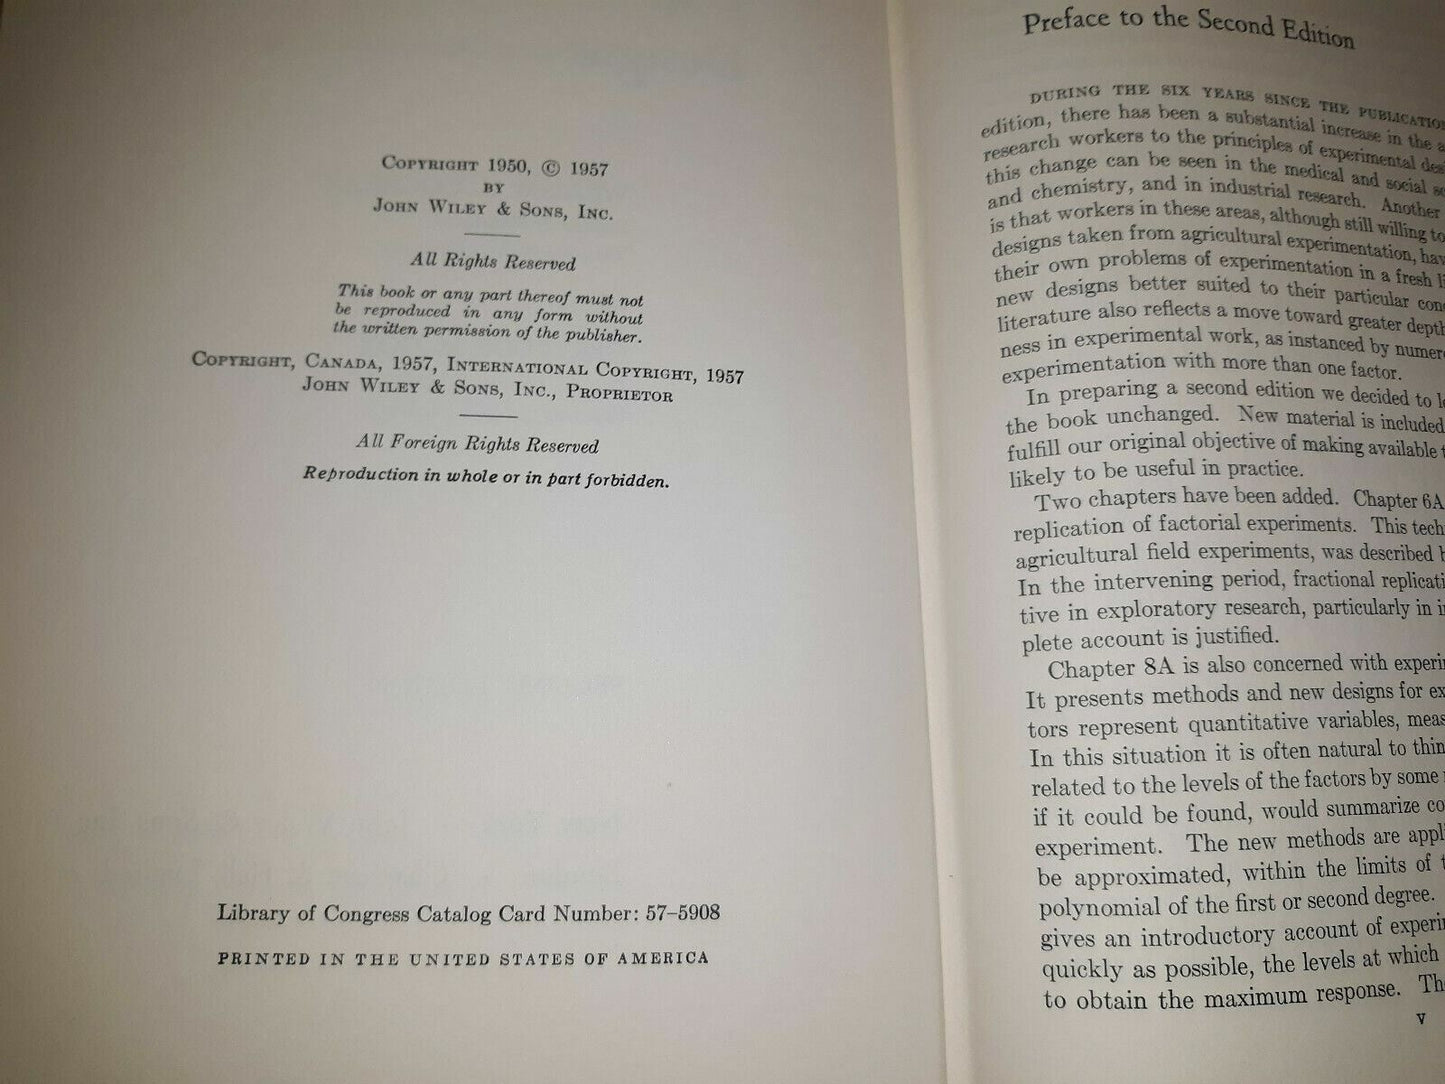 COPYRIGHT 1950, © 1957
BY
JOHN WILEY & SONS, INC.
All Rights Reserved
This book or any part thereof must not
be reproduced in any form without
the written permission of the publisher.
COPYRIGHT, CANADA, 1957, INTERNATIONAL COPYRIGHT, 1957
JOHN WILEY & SONS, INC., PROPRIETOR
All Foreign Rights Reserved
Reproduction in whole or in part forbidden.
Library of Congress Catalog Card Number: 57–5908
PRINTED IN THE UNITED STATES OF AMERICA
Preface to the Second Edition
DURING THE SIX YEARS SINCE THE
edition, there has been a substantial increase in the
research workers to the principles of experimental
this change can be seen in the medical and social
and chemistry, and in industrial research. Another
is that workers in these areas, although still willing to
designs taken from agricultural experimentation,
their own problems of experimentation in a fresh
new designs better suited to their particular
literature also reflects a move toward greater
ness in experimental work, as instanced by
experimentation with more than one factor.
In preparing a second edition we decided to
the book unchanged. New material is included
fulfill our original objective of making available
likely to be useful in practice.
Two chapters have been added. Chapter 6A
replication of factorial experiments. This
agricultural field experiments, was described
In the intervening period, fractional
tive in exploratory research, particularly in
plete account is justified.
Chapter 8A is also concerned with
It presents methods and new designs for
tors represent quantitative variables,
In this situation it is often natural to
related to the levels of the factors by some
if it could be found, would summarize
experiment. The new methods are
be approximated, within the limits of
polynomial of the first or second degree.
gives an introductory account of
quickly as possible, the levels at which
to obtain the maximum response.
v